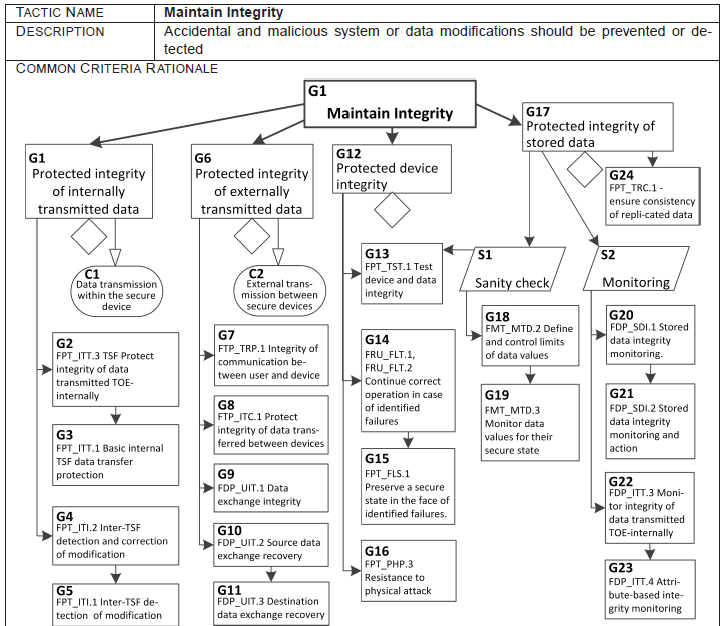 TACTIC NAME
Maintain Integrity
DESCRIPTION
Accidental and malicious system or data modifications should be prevented or de-
tected
COMMON CRITERIA RATIONALE
G1
Maintain Integrity
G1
Protected integrity
of internally
transmitted data
C1
Data transmission
within the secure
device
G2
FPT_ITT.3 TSF Protect
integrity of data
transmitted TOE-
internally
G3
FPT_ITT.1 Basic internal
TSF data transfer
protection
G4
FPT_ITI.2 Inter-TSF
detection and correction
of modification
G5
FPT_ITI.1 Inter-TSF de-
tection of modification
G6
Protected integrity
of externally
transmitted data
C2
External trans-
mission between
secure devices
G7
FTP_TRP.1 Integrity of
communication be-
tween user and device
G8
FTP_ITC.1 Protect
integrity of data trans-
ferred between devices
G9
FDP_UIT.1 Data
exchange integrity
G10
FDP_UIT.2 Source data
exchange recovery
G11
FDP_UIT.3 Destination
data exchange recovery
G12
Protected device
integrity
G13
FPT_TST.1 Test
device and data
integrity
G14
FRU_FLT.1,
FRU_FLT.2
Continue correct
operation in case
of identified
failures
G15
FPT_FLS.1
Preserve a secure
state in the face of
identified failures.
G16
FPT_PHP.3
Resistance to
physical attack
G17
Protected integrity of
stored data
G24
FPT_TRC.1 -
ensure consistency
of repli-cated data
S1
Sanity check
G18
FMT_MTD.2 Define
and control limits
of data values
G19
FMT_MTD.3
Monitor data
values for their
secure state
S2
Monitoring
G20
FDP_SDI.1 Stored
data integrity
monitoring.
G21
FDP_SDI.2 Stored
data integrity
monitoring and
action
G22
FDP_ITT.3 Moni-
tor integrity of
data transmitted
TOE-internally
G23
FDP_ITT.4 Attri-
bute-based inte-
grity monitoring